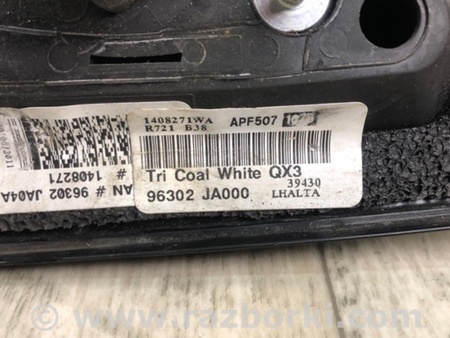 1408271WA
R721 B38
APF507
Tri Coal White QX3
96302 JA000
39430
LHALTA
AN # 96302 JA04A
# 1408271
www.razborki.com